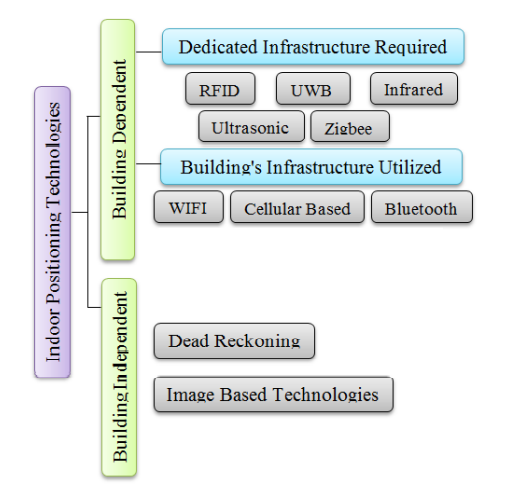 Indoor Positioning Technologies
Building Dependent
Dedicated Infrastructure Required
RFID
UWB
Infrared
Ultrasonic
Zigbee
Building's Infrastructure Utilized
WIFI
Cellular Based
Bluetooth
Building Independent
Dead Reckoning
Image Based Technologies